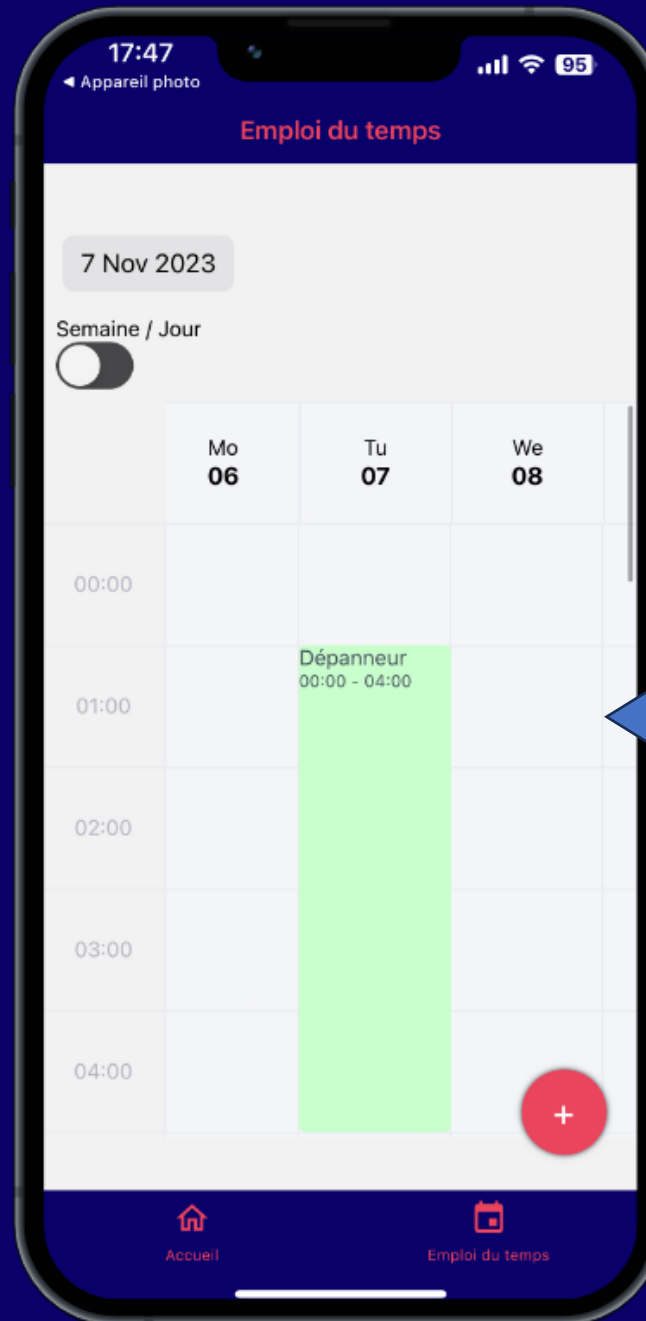 17:47
95
◄ Appareil photo
Emploi du temps
7 Nov 2023
Semaine / Jour
Mo Tu We
06 07 08
00:00
Dépanneur
00:00 - 04:00
01:00
02:00
03:00
04:00
+
Accueil Emploi du temps